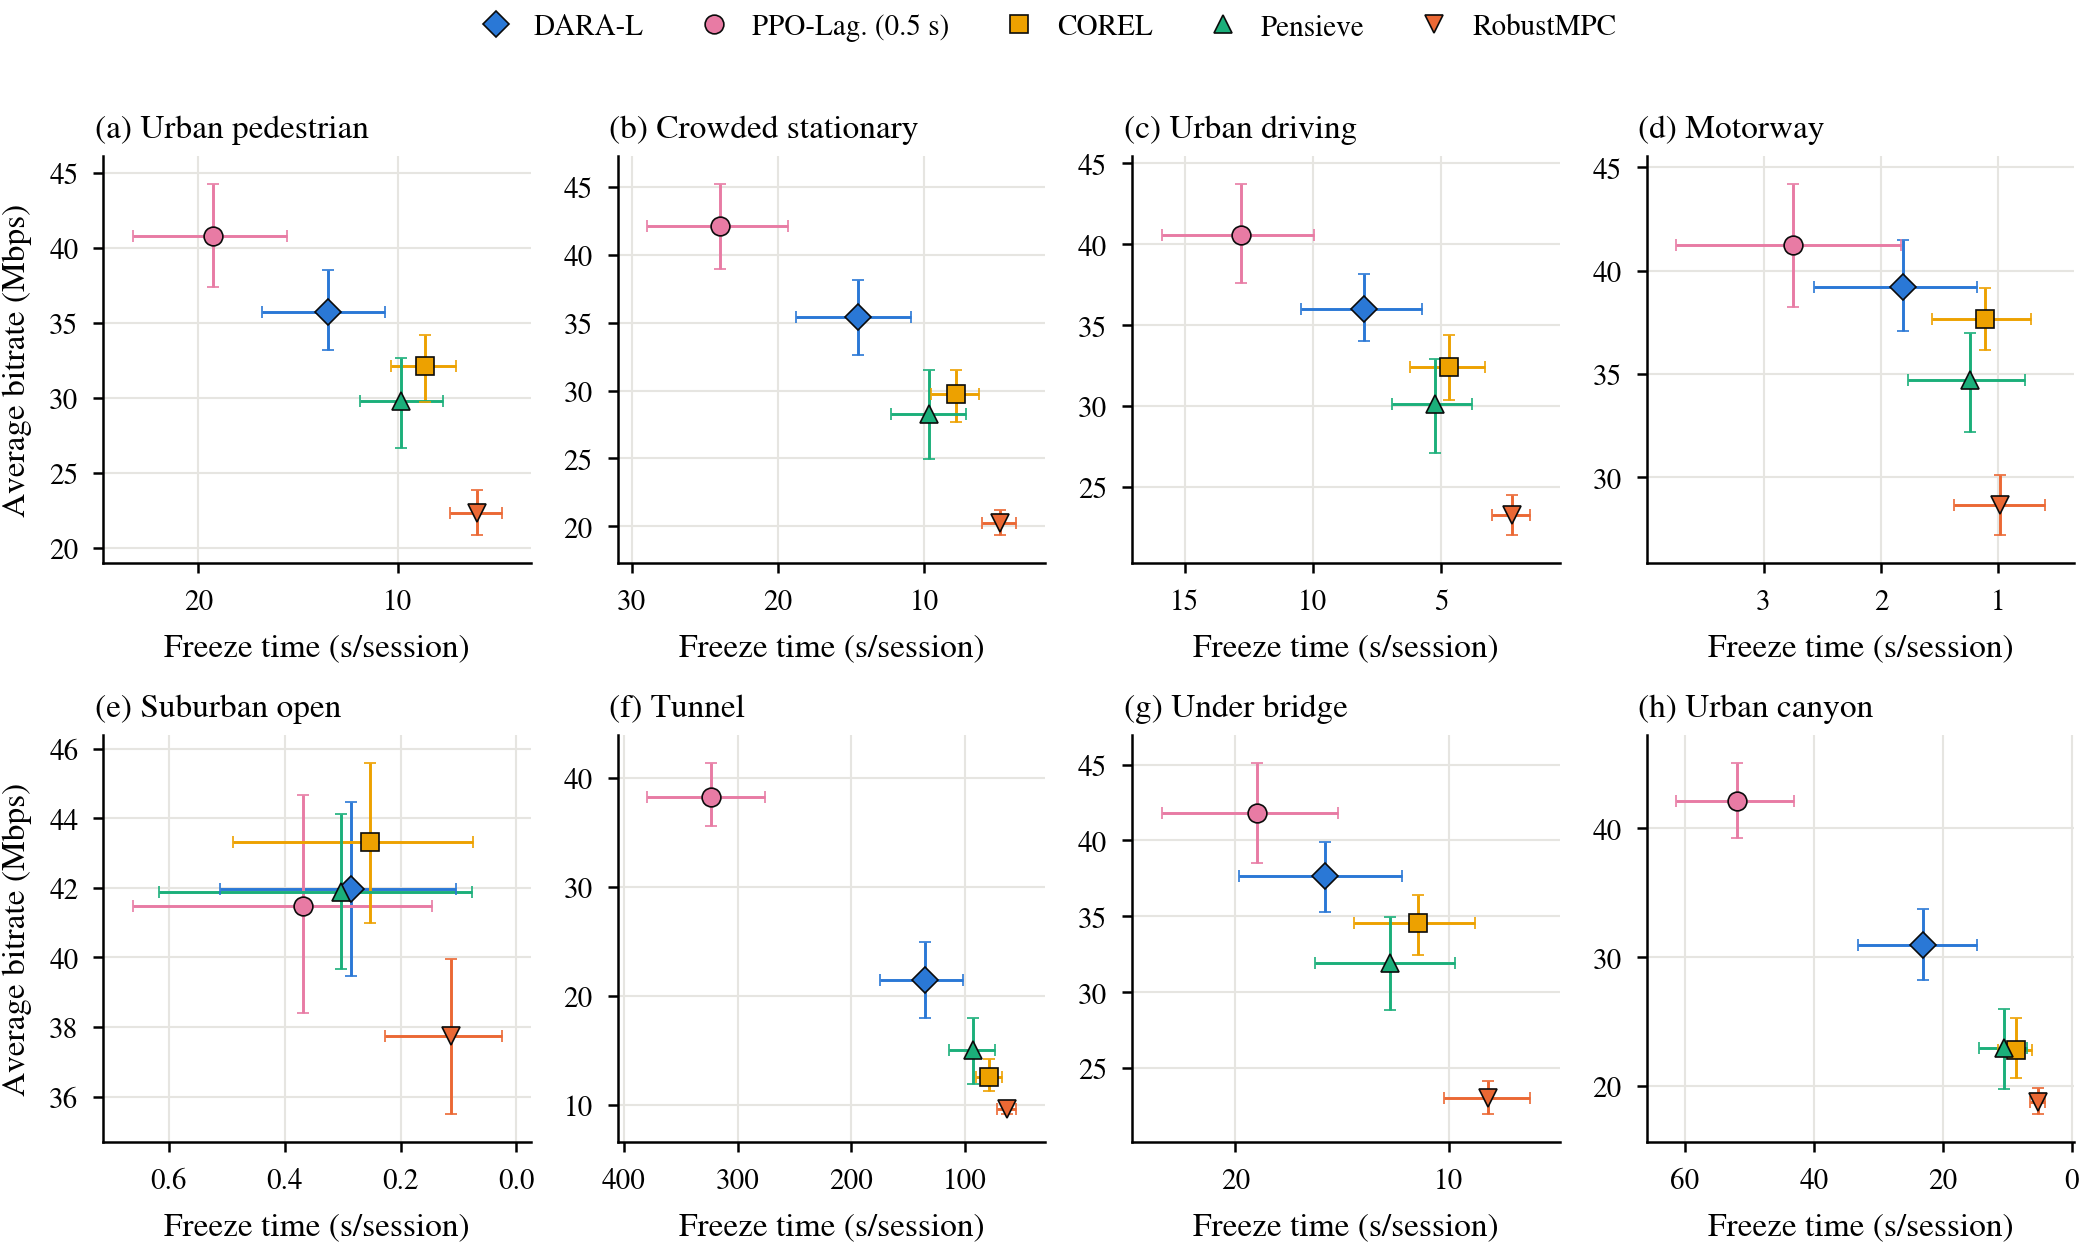 DARA-L PPO-Lag. (0.5 s) COREL Pensieve RobustMPC
(a) Urban pedestrian
45
40
35
30
25
20
20 10
Average bitrate (Mbps)
Freeze time (s/session)
(b) Crowded stationary
45
40
35
30
25
20
30 20 10
Freeze time (s/session)
(c) Urban driving
45
40
35
30
25
15 10 5
Freeze time (s/session)
(d) Motorway
45
40
35
30
3 2 1
Freeze time (s/session)
(e) Suburban open
46
44
42
40
38
36
0.6 0.4 0.2 0.0
Average bitrate (Mbps)
Freeze time (s/session)
(f) Tunnel
40
30
20
10
400 300 200 100
Freeze time (s/session)
(g) Under bridge
45
40
35
30
25
20 10
Freeze time (s/session)
(h) Urban canyon
40
30
20
60 40 20 0
Freeze time (s/session)